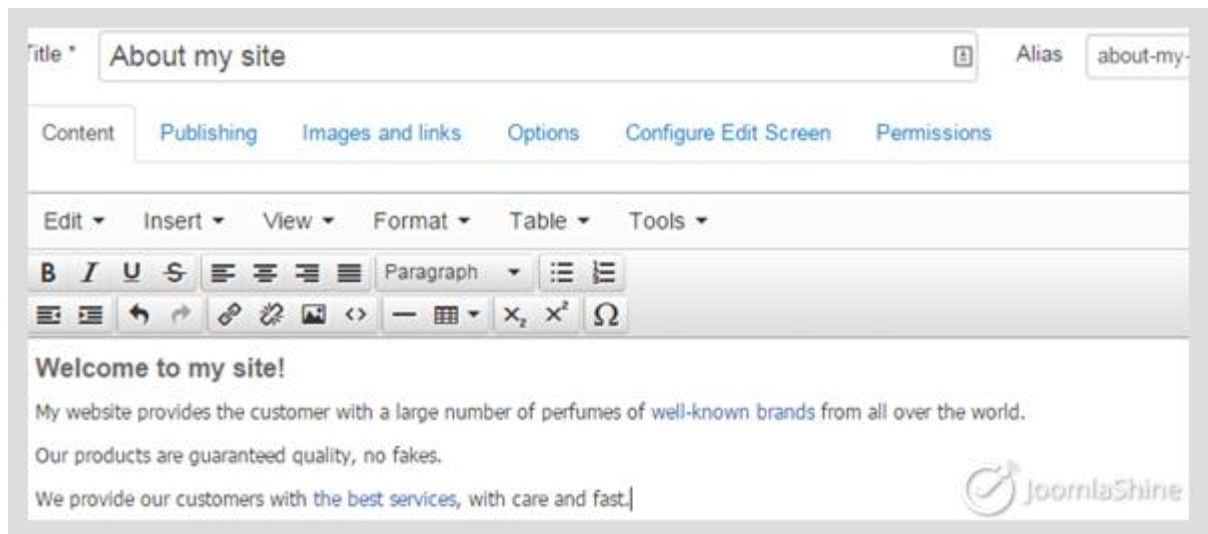 Title * About my site Alias about-my-
Content Publishing Images and links Options Configure Edit Screen Permissions
Edit Insert View Format Table Tools
B I U S Paragraph
X₂ X² Ω
Welcome to my site!
My website provides the customer with a large number of perfumes of well-known brands from all over the world.
Our products are guaranteed quality, no fakes.
We provide our customers with the best services, with care and fast.
JoomlaShine